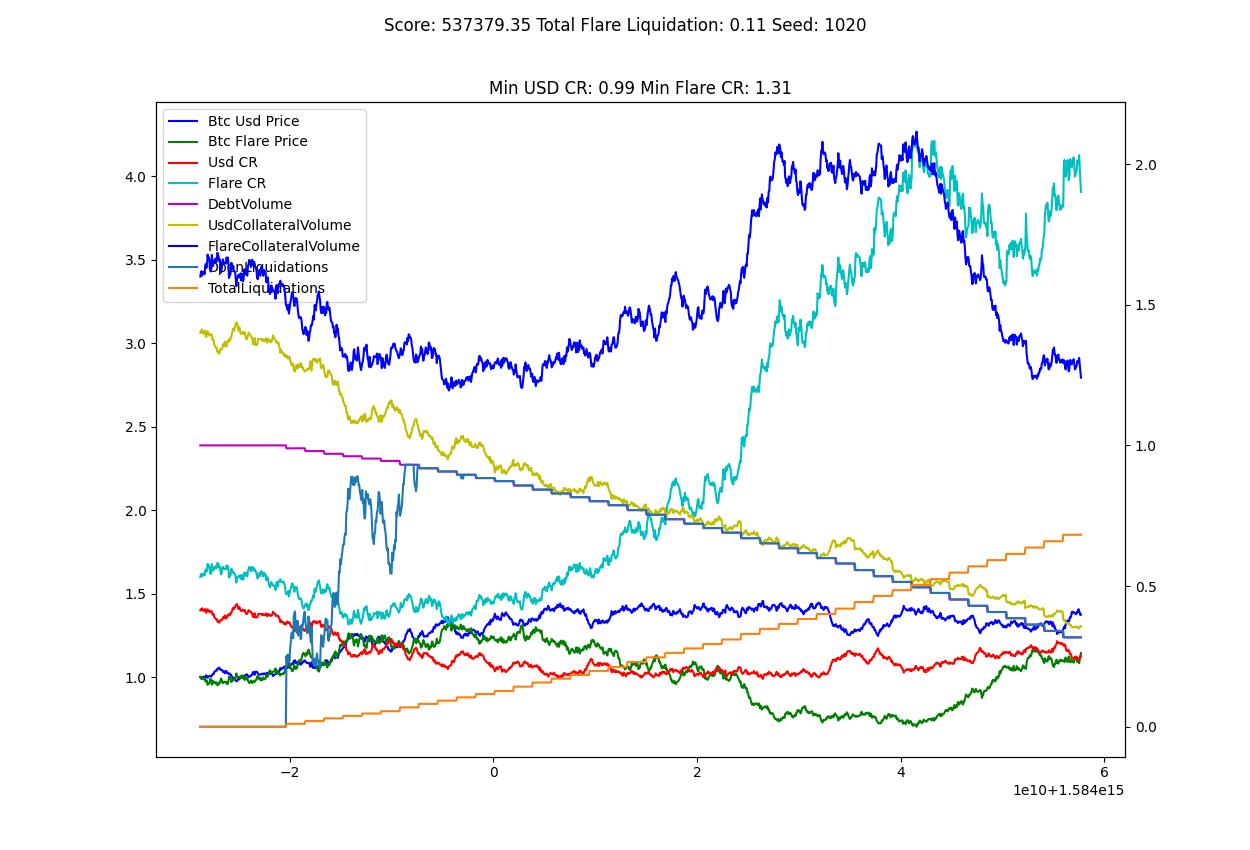 Score: 537379.35 Total Flare Liquidation: 0.11 Seed: 1020
Min USD CR: 0.99 Min Flare CR: 1.31
Btc Usd Price
Btc Flare Price
Usd CR
Flare CR
DebtVolume
UsdCollateralVolume
FlareCollateralVolume
OpenLiquidations
TotalLiquidations
4.0
3.5
3.0
2.5
2.0
1.5
1.0
2.0
1.5
1.0
0.5
0.0
−2
0
2
4
6
1e10+1.584e15